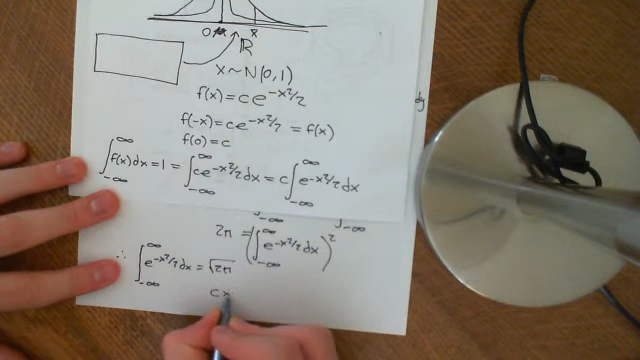 0 x
ℝ
x~N(0,1)
f(x)=ce^{-x²/2}
f(-x)=ce^{-x²/2}=f(x)
f(0)=c
∫_{-∞}^{∞} f(x)dx=1=∫_{-∞}^{∞} ce^{-x²/2}dx=c∫_{-∞}^{∞} e^{-x²/2}dx
dy
2π=(∫_{-∞}^{∞} e^{-x²/2}dx)²
∴ ∫_{-∞}^{∞} e^{-x²/2}dx=√2π
c